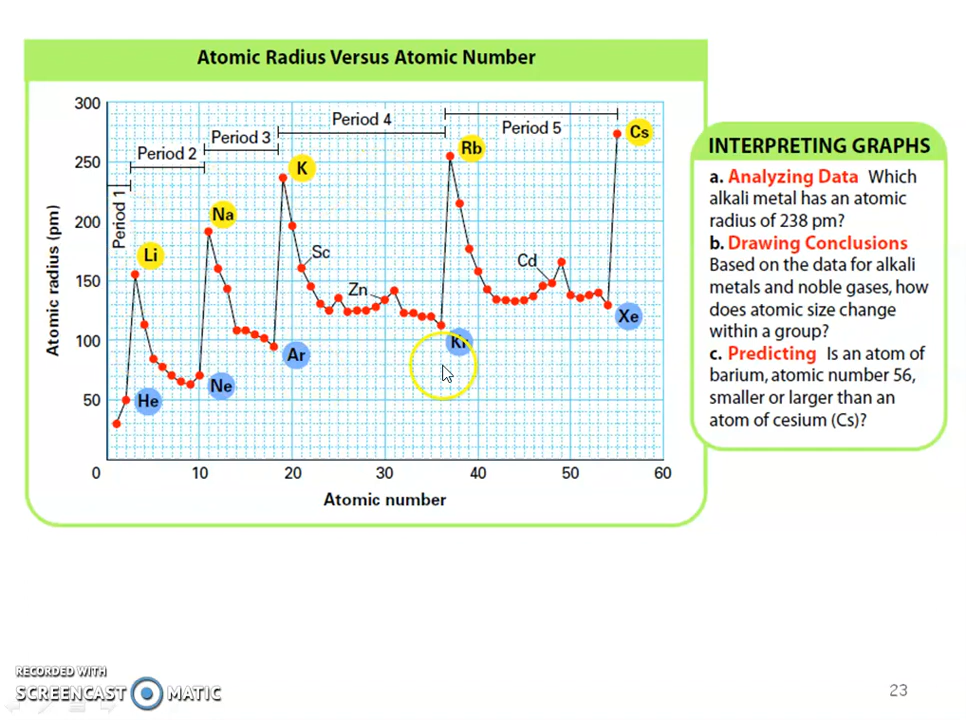 Atomic Radius Versus Atomic Number
300
250
200
150
100
50
0
10
20
30
40
50
60
Atomic radius (pm)
Atomic number
Period 1
Period 2
Period 3
Period 4
Period 5
Li
Na
K
Rb
Cs
Sc
Zn
Cd
He
Ne
Ar
Kr
Xe
INTERPRETING GRAPHS
a. Analyzing Data Which
alkali metal has an atomic
radius of 238 pm?
b. Drawing Conclusions
Based on the data for alkali
metals and noble gases, how
does atomic size change
within a group?
c. Predicting Is an atom of
barium, atomic number 56,
smaller or larger than an
atom of cesium (Cs)?
RECORDED WITH
SCREENCAST MATIC
23